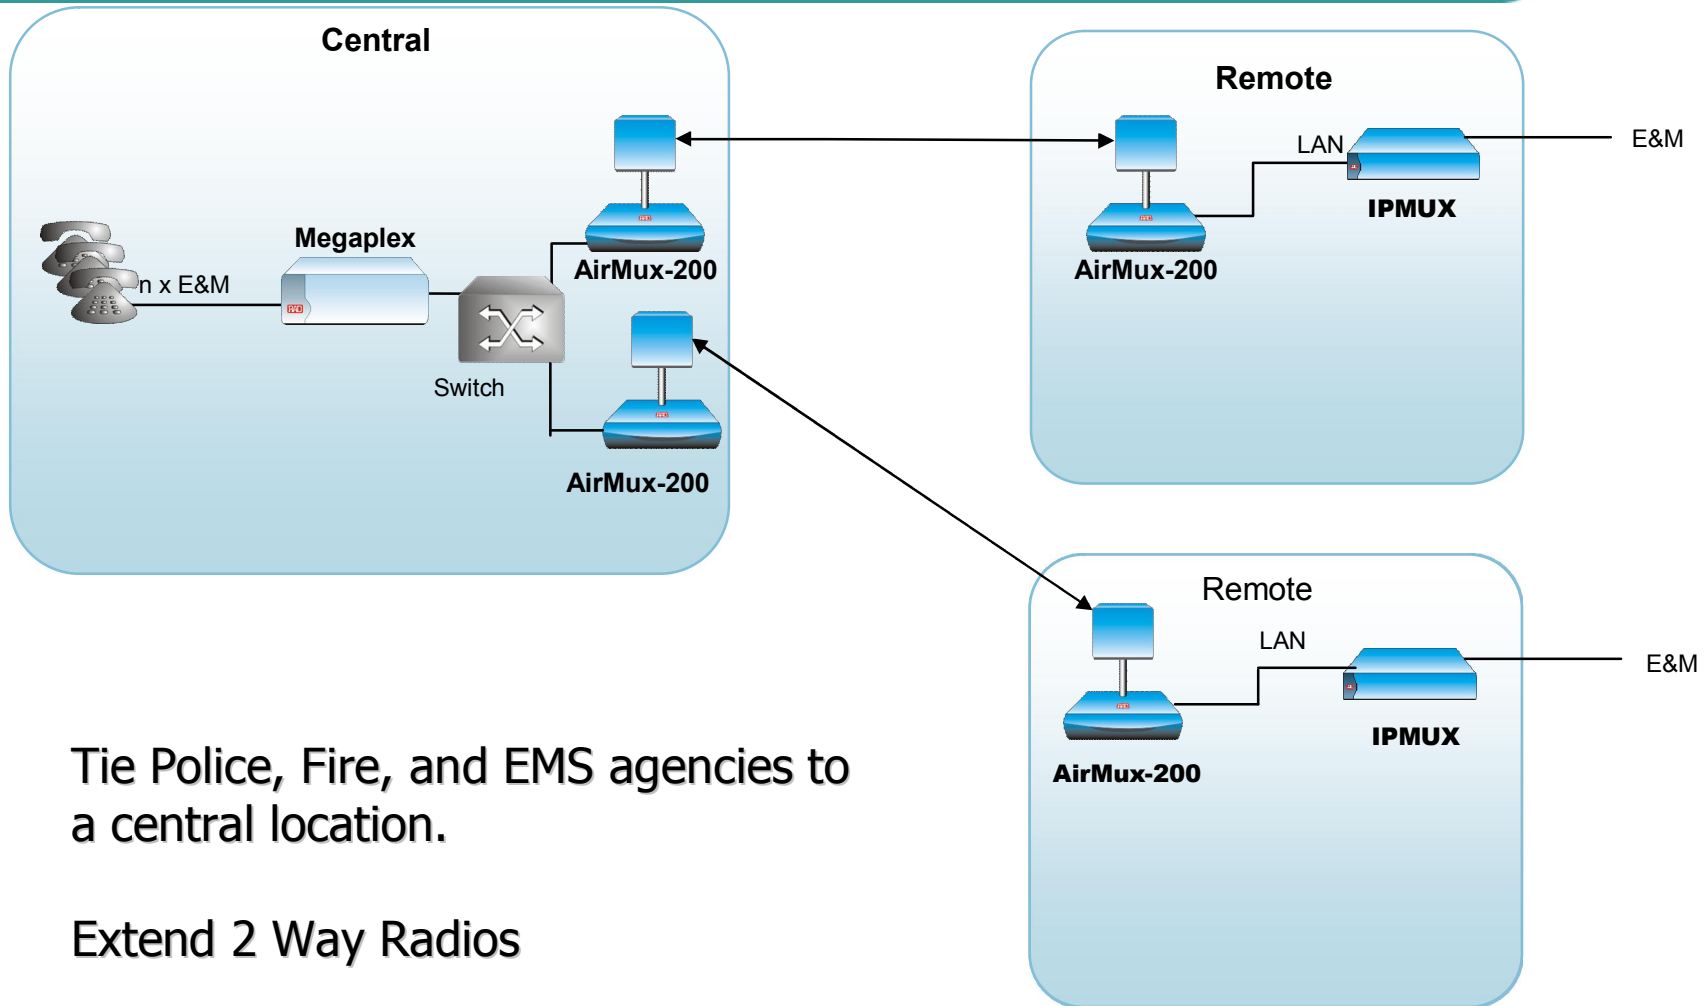 Central
Megaplex
n x E&M
Switch
AirMux-200
AirMux-200
Remote
LAN
E&M
IPMUX
AirMux-200
Remote
LAN
E&M
IPMUX
AirMux-200
Tie Police, Fire, and EMS agencies to
a central location.
Extend 2 Way Radios